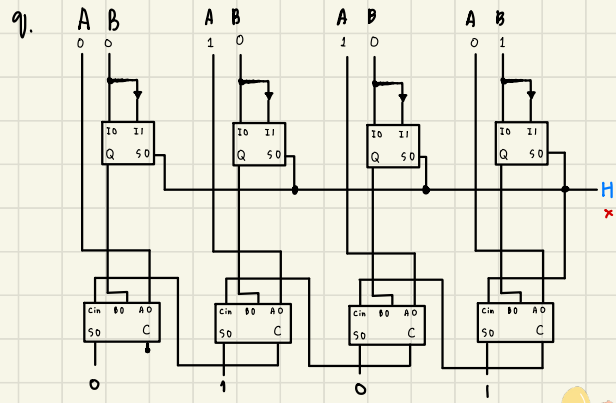 9. A B A B A B A B
0 0 1 0 1 0 0 1
I0 I1 I0 I1 I0 I1 I0 I1
Q S0 Q S0 Q S0 Q S0
H
x
Cin B0 A0 Cin B0 A0 Cin B0 A0 Cin B0 A0
S0 C S0 C S0 C S0 C
0 1 0 1